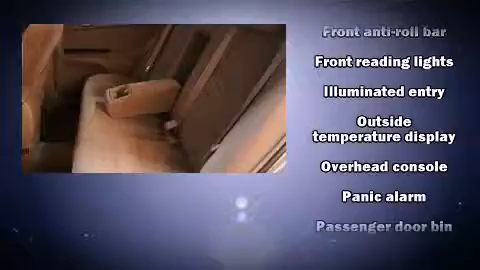 Front anti-roll bar
Front reading lights
Illuminated entry
Outside
temperature display
Overhead console
Panic alarm
Passenger door bin